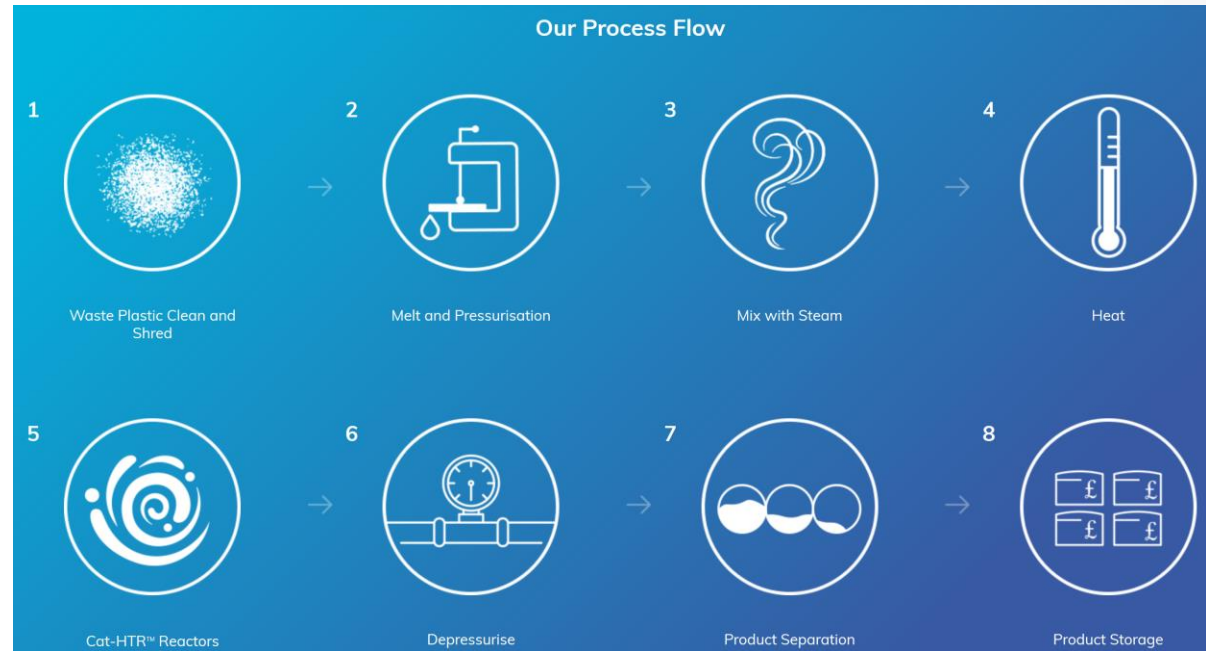 Our Process Flow
1
2
3
4
Waste Plastic Clean and
Shred
Melt and Pressurisation
Mix with Steam
Heat
5
6
7
8
£ £
£ £
Cat-HTR™ Reactors
Depressurise
Product Separation
Product Storage